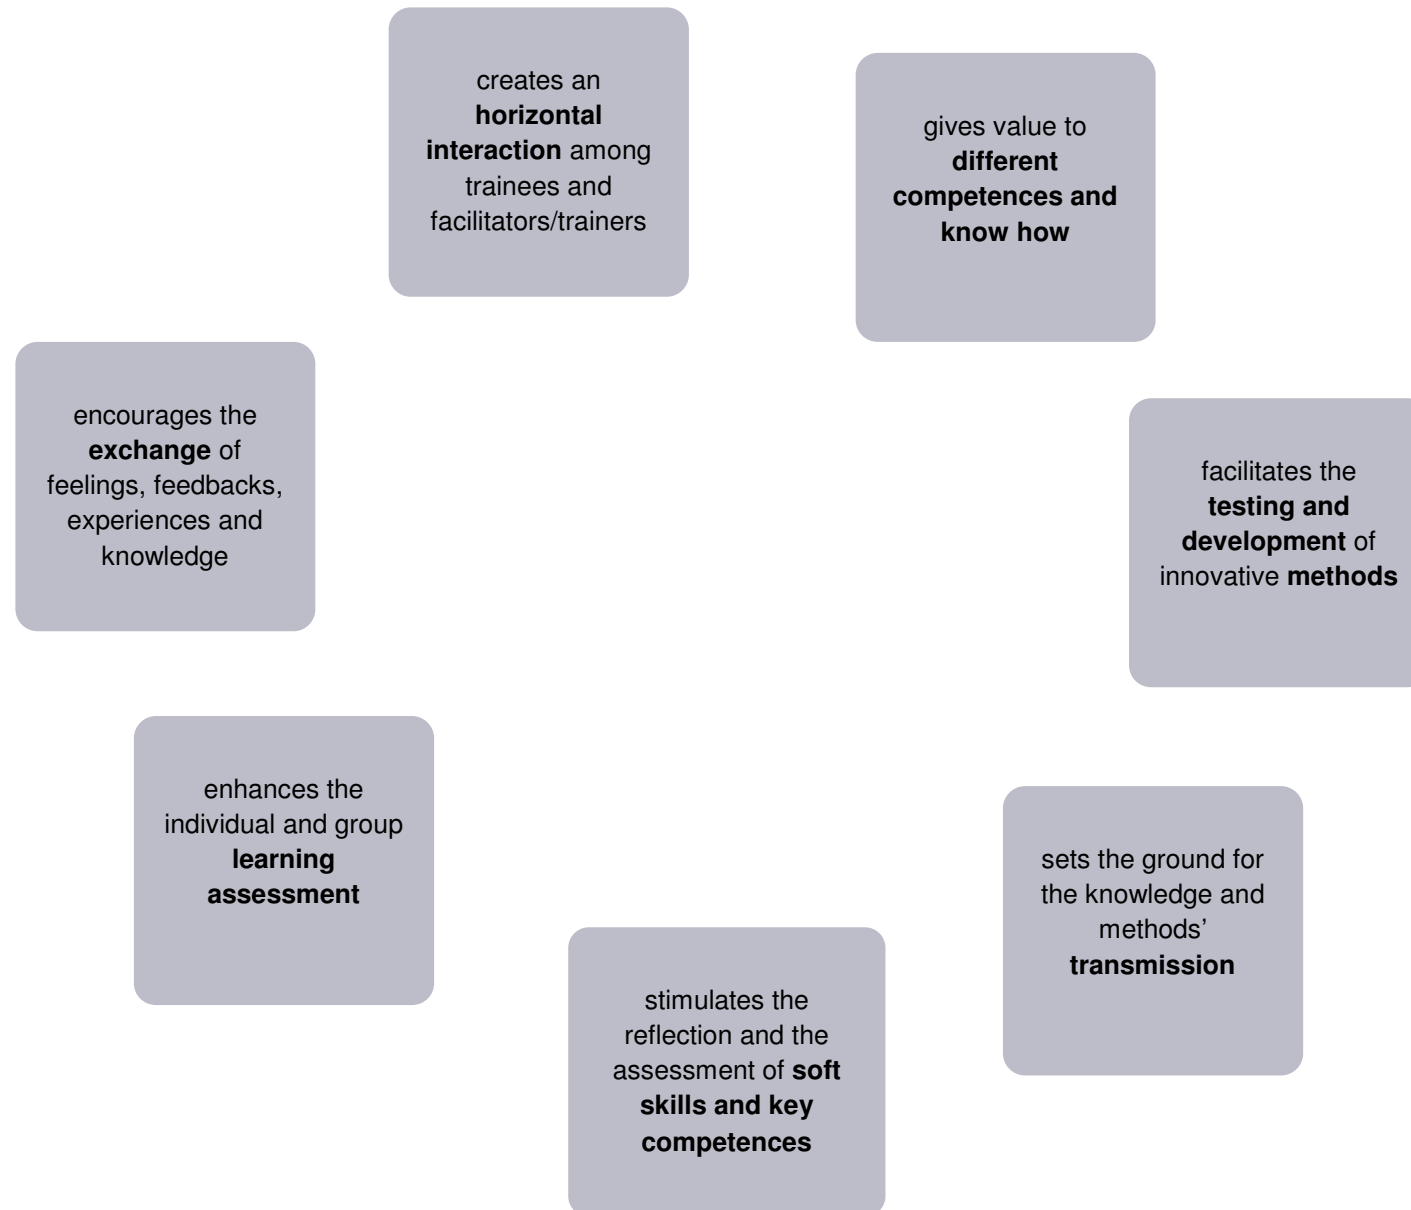 creates an
horizontal
interaction among
trainees and
facilitators/trainers
gives value to
different
competences and
know how
encourages the
exchange of
feelings, feedbacks,
experiences and
knowledge
facilitates the
testing and
development of
innovative methods
enhances the
individual and group
learning
assessment
sets the ground for
the knowledge and
methods’
transmission
stimulates the
reflection and the
assessment of soft
skills and key
competences